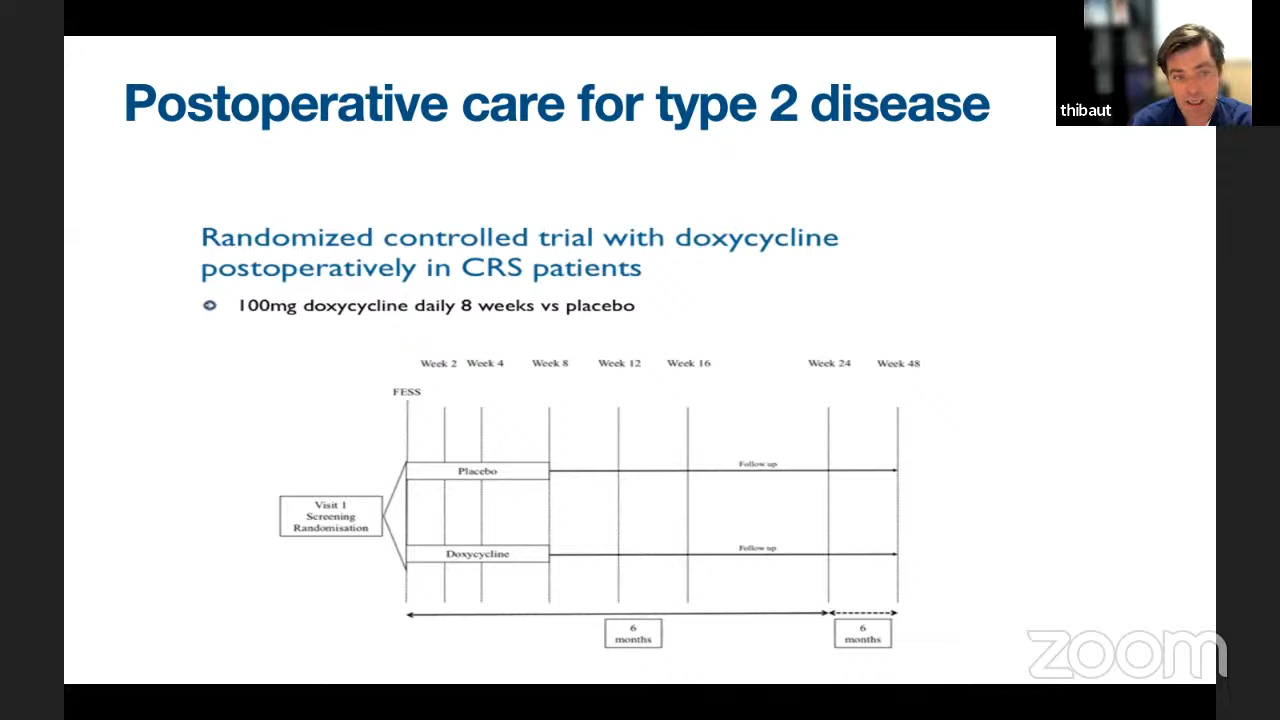 Postoperative care for type 2 disease
thibaut
Randomized controlled trial with doxycycline
postoperatively in CRS patients
100mg doxycycline daily 8 weeks vs placebo
Week 2 Week 4 Week 8 Week 12 Week 16 Week 24 Week 48
FESS
Placebo
Follow up
Visit 1
Screening
Randomisation
Doxycycline
Follow up
6
months
6
months
zoom